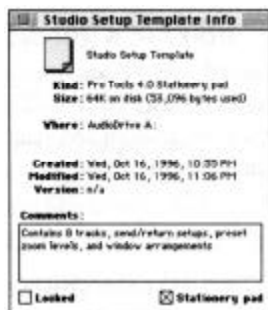 Studio Setup Template Info
Studio Setup Template
Kind: Pro Tools 4.0 Stationery pad
Size: 64K on disk (53,096 bytes used)
Where: AudioDrive A:
Created: Wed, Oct 16, 1996, 10:35 PM
Modified: Wed, Oct 16, 1996, 11:06 PM
Version: n/a
Comments:
Contains 8 tracks, send/return setups, preset
zoom levels, and window arrangements
Locked
Stationery pad